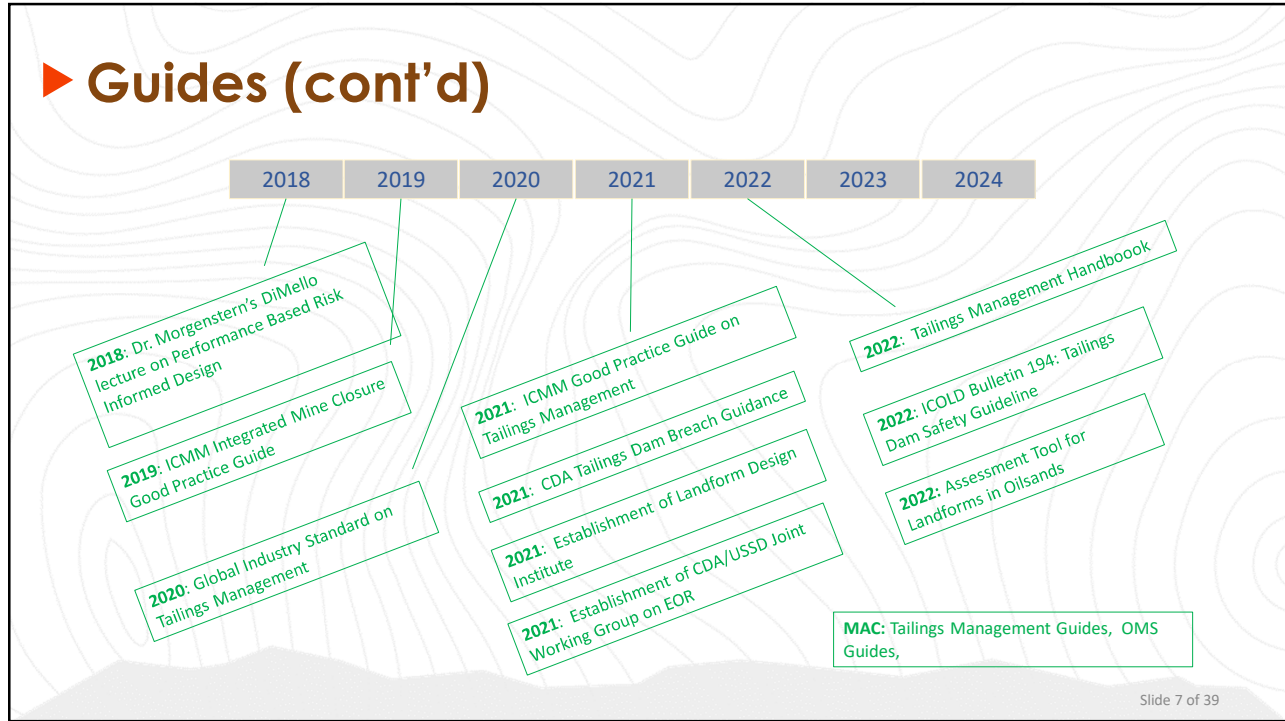 Guides (cont'd)
2018 2019 2020 2021 2022 2023 2024
2018: Dr. Morgenstern's DiMello
lecture on Performance Based Risk
Informed Design
2019: ICMM Integrated Mine Closure
Good Practice Guide
2020: Global Industry Standard on
Tailings Management
2021:  ICMM Good Practice Guide on
Tailings Management
2021:  CDA Tailings Dam Breach Guidance
2021:  Establishment of Landform Design
Institute
2021:  Establishment of CDA/USSD Joint
Working Group on EOR
2022:  Tailings Management Handboook
2022: ICOLD Bulletin 194: Tailings
Dam Safety Guideline
2022: Assessment Tool for
Landforms in Oilsands
MAC: Tailings Management Guides,  OMS
Guides,
Slide 7 of 39